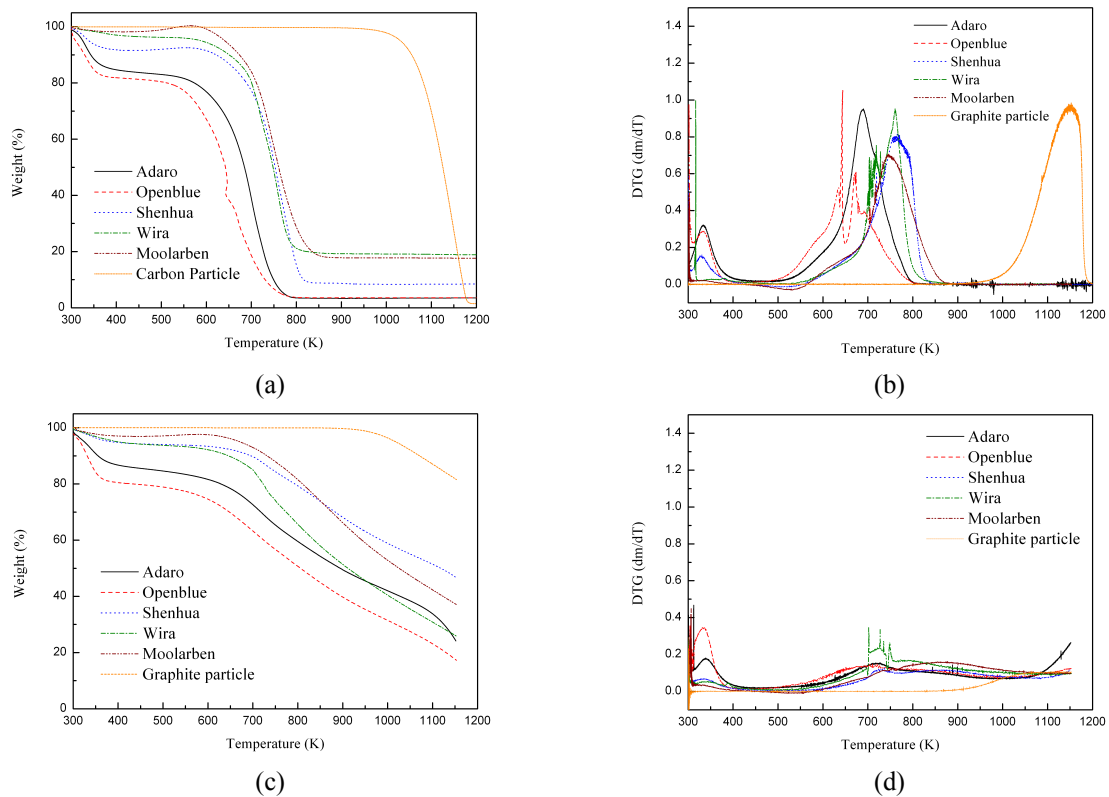 100
80
60
40
20
0
Weight (%)
Adaro
Openblue
Shenhua
Wira
Moolarben
Carbon Particle
300 400 500 600 700 800 900 1000 1100 1200
Temperature (K)
(a)
1.4
1.2
1.0
0.8
0.6
0.4
0.2
0.0
DTG (dm/dT)
Adaro
Openblue
Shenhua
Wira
Moolarben
Graphite particle
300 400 500 600 700 800 900 1000 1100 1200
Temperature (K)
(b)
100
80
60
40
20
0
Weight (%)
Adaro
Openblue
Shenhua
Wira
Moolarben
Graphite particle
300 400 500 600 700 800 900 1000 1100 1200
Temperature (K)
(c)
1.4
1.2
1.0
0.8
0.6
0.4
0.2
0.0
DTG (dm/dT)
Adaro
Openblue
Shenhua
Wira
Moolarben
Graphite particle
300 400 500 600 700 800 900 1000 1100 1200
Temperature (K)
(d)